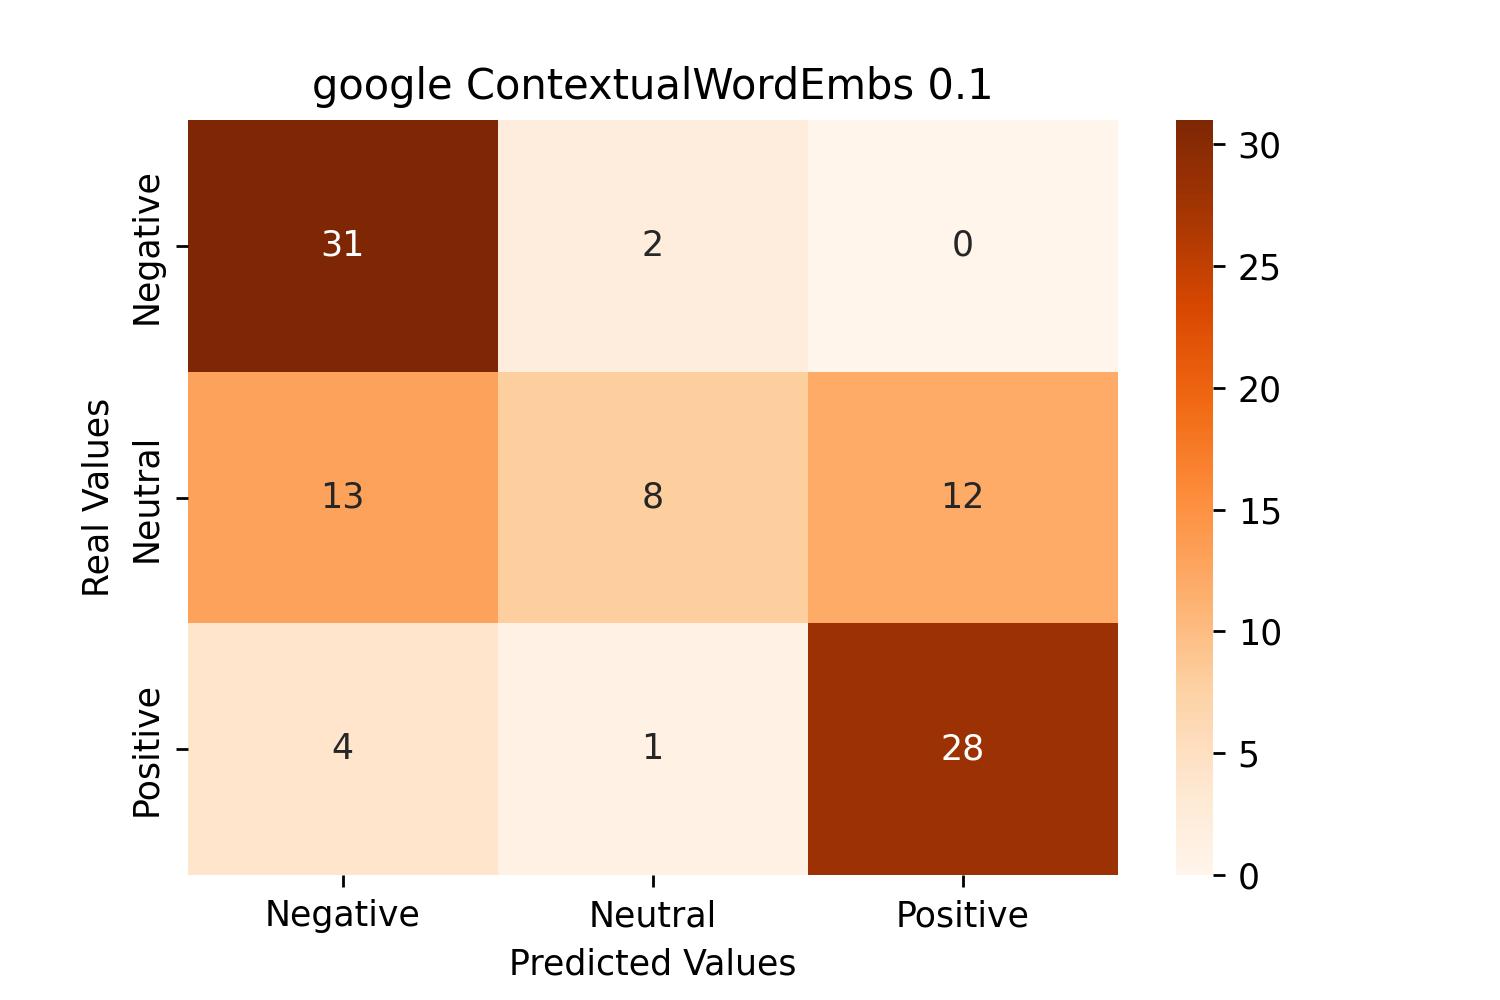 google ContextualWordEmbs 0.1
Real Values
Negative
31 2 0
Neutral
13 8 12
Positive
4 1 28
Negative Neutral Positive
Predicted Values
30
25
20
15
10
5
0